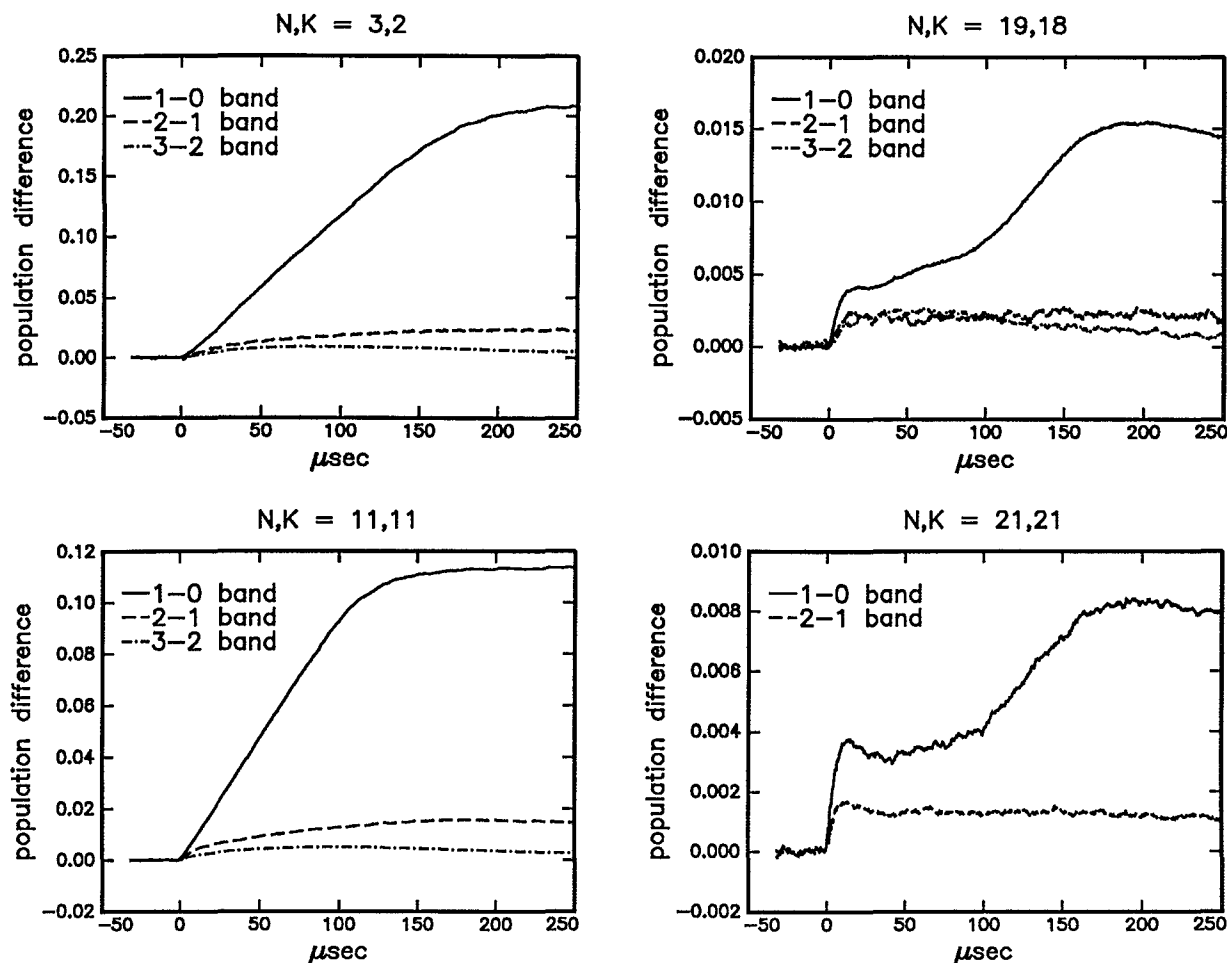 N,K = 3,2
population difference
0.25
0.20
0.15
0.10
0.05
0.00
−0.05
1−0 band
2−1 band
3−2 band
−50 0 50 100 150 200 250
μsec
N,K = 19,18
population difference
0.020
0.015
0.010
0.005
0.000
−0.005
1−0 band
2−1 band
3−2 band
−50 0 50 100 150 200 250
μsec
N,K = 11,11
population difference
0.12
0.10
0.08
0.06
0.04
0.02
0.00
−0.02
1−0 band
2−1 band
3−2 band
−50 0 50 100 150 200 250
μsec
N,K = 21,21
population difference
0.010
0.008
0.006
0.004
0.002
0.000
−0.002
1−0 band
2−1 band
−50 0 50 100 150 200 250
μsec